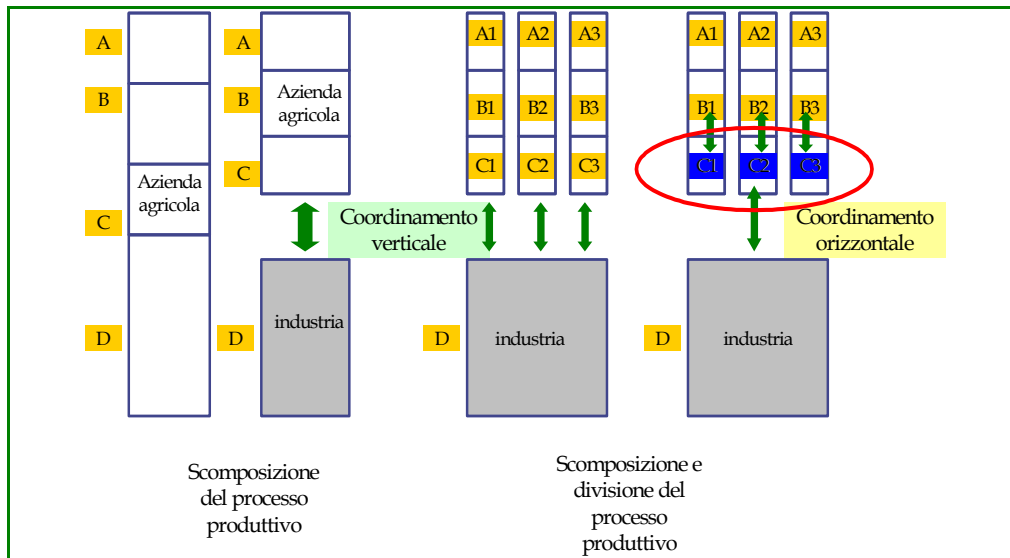 A
A
A1
A2
A3
A1
A2
A3
B
Azienda
agricola
B
Azienda
agricola
B1
B2
B3
B1
B2
B3
C
C
C1
C2
C3
C1
C2
C3
Coordinamento
verticale
Coordinamento
orizzontale
D
D
industria
D
industria
D
industria
Scomposizione
del processo
produttivo
Scomposizione e
divisione del
processo
produttivo